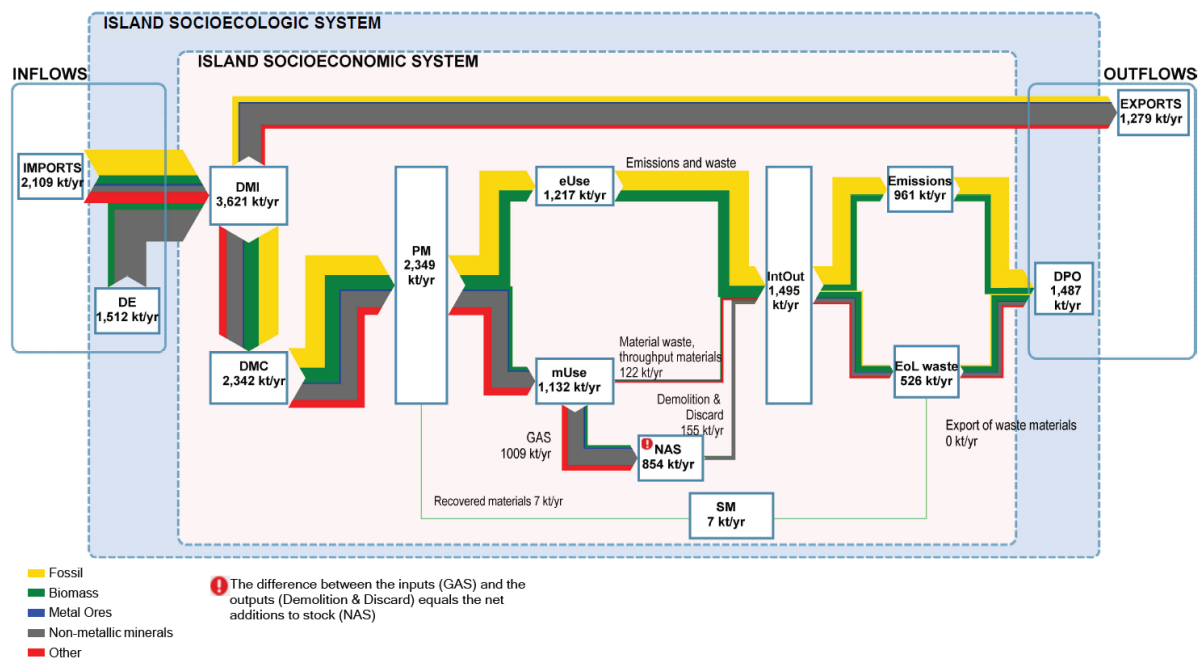 ISLAND SOCIOECOLOGIC SYSTEM
ISLAND SOCIOECONOMIC SYSTEM
INFLOWS
OUTFLOWS
IMPORTS
2,109 kt/yr
DE
1,512 kt/yr
DMI
3,621 kt/yr
DMC
2,342 kt/yr
PM
2,349
kt/yr
eUse
1,217 kt/yr
mUse
1,132 kt/yr
Emissions and waste
Material waste,
throughput materials
122 kt/yr
Demolition &
Discard
155 kt/yr
GAS
1009 kt/yr
NAS
854 kt/yr
Recovered materials 7 kt/yr
SM
7 kt/yr
IntOut
1,495
kt/yr
Emissions
961 kt/yr
EoL waste
526 kt/yr
Export of waste materials
0 kt/yr
EXPORTS
1,279 kt/yr
DPO
1,487
kt/yr
Fossil
Biomass
Metal Ores
Non-metallic minerals
Other
The difference between the inputs (GAS) and the
outputs (Demolition & Discard) equals the net
additions to stock (NAS)